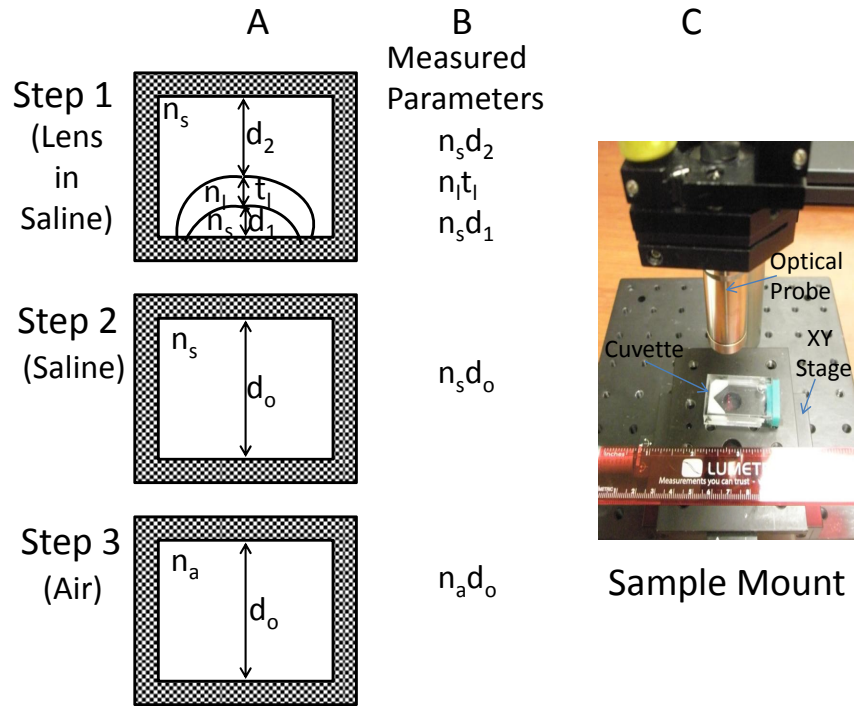 A
B
C
Step 1
(Lens
in
Saline)
n_s
d_2
n_l
t_l
n_s
d_1
Measured
Parameters
n_sd_2
n_lt_l
n_sd_1
Step 2
(Saline)
n_s
d_o
n_sd_o
Step 3
(Air)
n_a
d_o
n_ad_o
Optical
Probe
Cuvette
XY
Stage
LUMET
Measurements you can trust -
Sample Mount